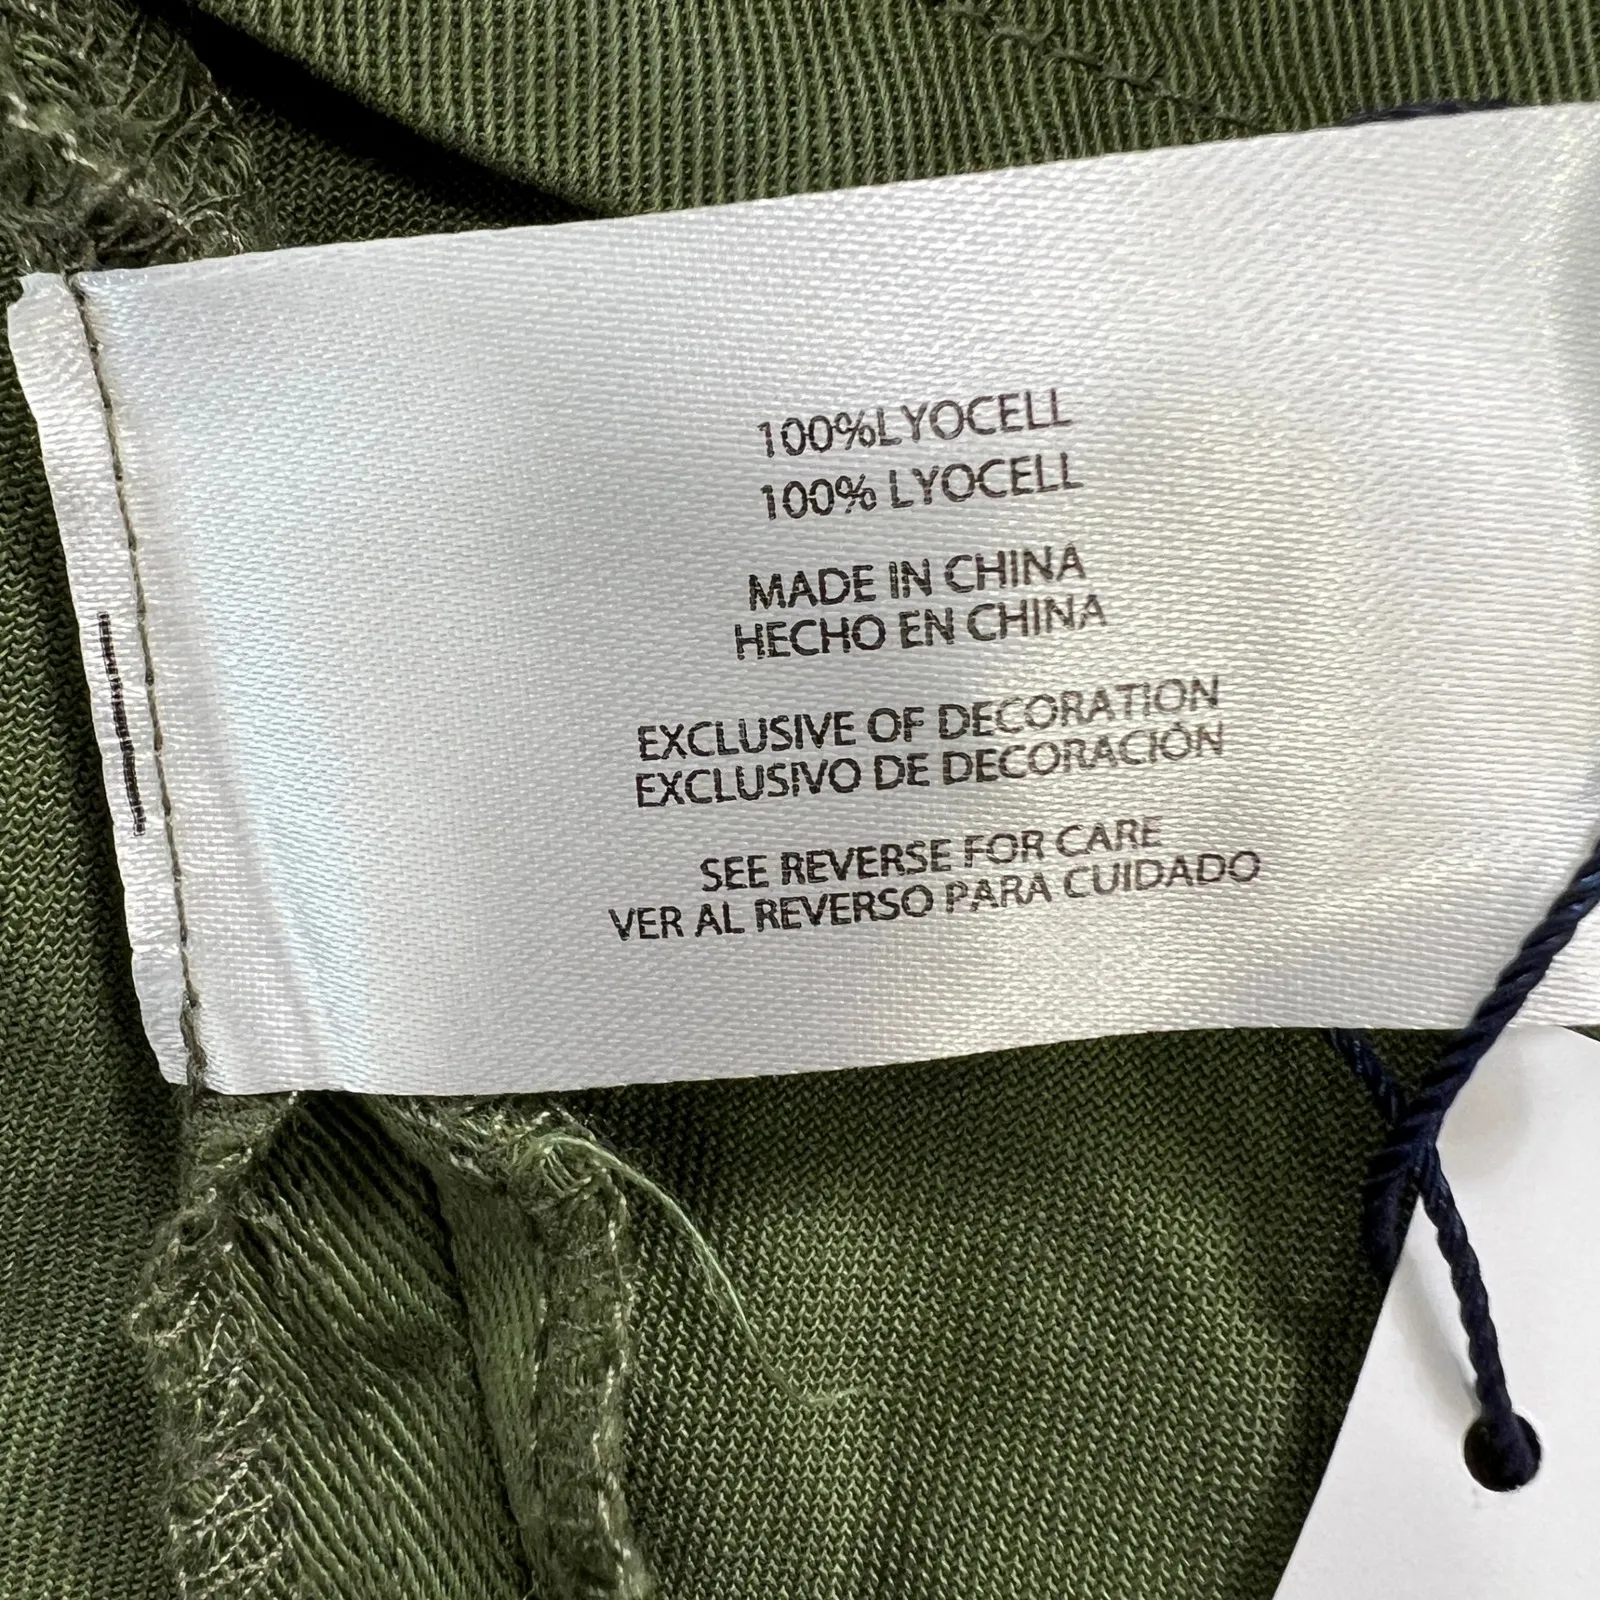 100%LYOCELL
100% LYOCELL
MADE IN CHINA
HECHO EN CHINA
EXCLUSIVE OF DECORATION
EXCLUSIVO DE DECORACIÓN
SEE REVERSE FOR CARE
VER AL REVERSO PARA CUIDADO